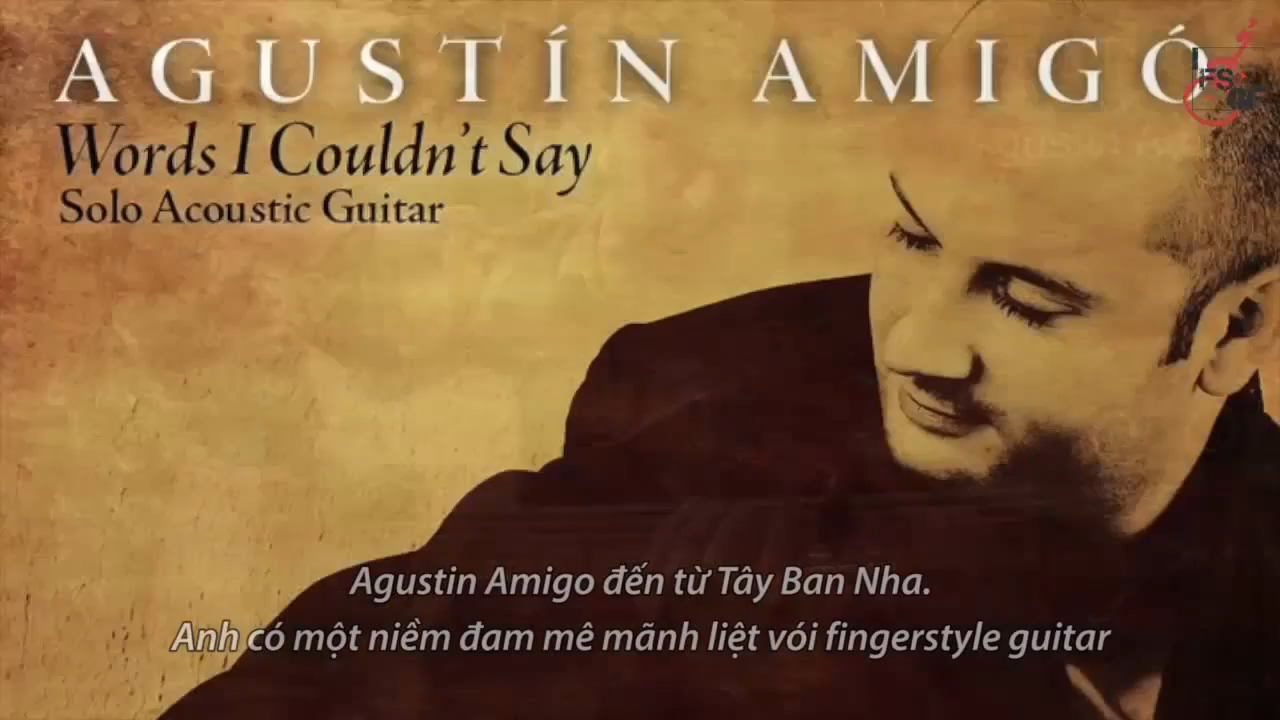 AGUSTÍN AMIGÓ
Words I Couldn't Say
Solo Acoustic Guitar
Agustin Amigo đến từ Tây Ban Nha.
Anh có một niềm đam mê mãnh liệt vói fingerstyle guitar